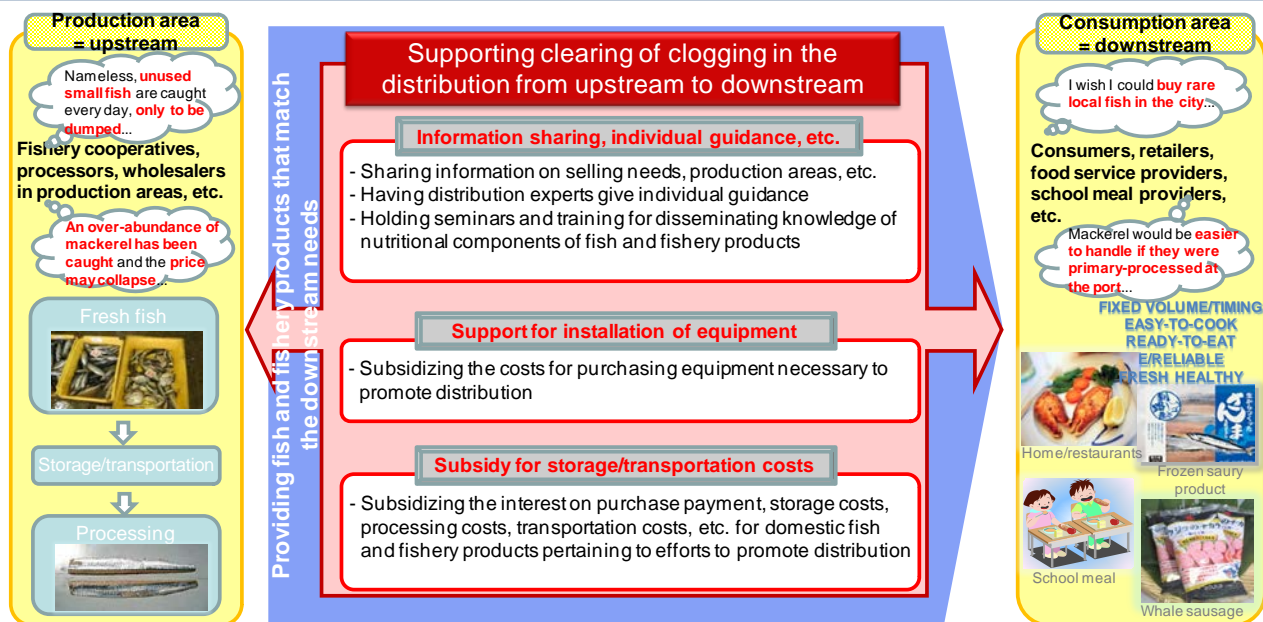 Production area
= upstream
Nameless, unused
small fish are caught
every day, only to be
dumped...
Fishery cooperatives,
processors, wholesalers
in production areas, etc.
An over-abundance of
mackerel has been
caught and the price
may collapse...
Fresh fish
Storage/transportation
Processing
Providing fish and fishery products that match
the downstream needs
Supporting clearing of clogging in the
distribution from upstream to downstream
Information sharing, individual guidance, etc.
- Sharing information on selling needs, production areas, etc.
- Having distribution experts give individual guidance
- Holding seminars and training for disseminating knowledge of
nutritional components of fish and fishery products
Support for installation of equipment
- Subsidizing the costs for purchasing equipment necessary to
promote distribution
Subsidy for storage/transportation costs
- Subsidizing the interest on purchase payment, storage costs,
processing costs, transportation costs, etc. for domestic fish
and fishery products pertaining to efforts to promote distribution
Consumption area
= downstream
I wish I could buy rare
local fish in the city...
Consumers, retailers,
food service providers,
school meal providers,
etc.
Mackerel would be easier
to handle if they were
primary-processed at
the port...
FIXED VOLUME/TIMING
EASY-TO-COOK
READY-TO-EAT
E/RELIABLE
FRESH HEALTHY
Home/restaurants
さんま
Frozen saury
product
School meal
Whale sausage